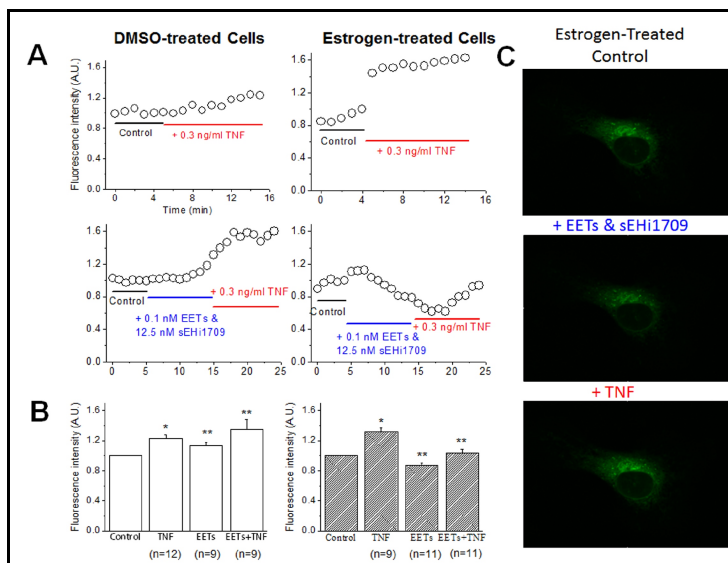 DMSO-treated Cells
Estrogen-treated Cells
A
Fluorescence intensity (A.U.)
1.6
1.2
0.8
0.4
0.0
Control
+ 0.3 ng/ml TNF
0 4 8 12 16
Time (min)
1.6
1.2
0.8
0.4
0.0
Control
+ 0.3 ng/ml TNF
0 4 8 12 16
Fluorescence intensity (A.U.)
1.6
1.2
0.8
0.4
0.0
Control
+ 0.3 ng/ml TNF
+ 0.1 nM EETs &
12.5 nM sEHi1709
0 5 10 15 20 25
1.6
1.2
0.8
0.4
0.0
Control
+ 0.3 ng/ml TNF
+ 0.1 nM EETs &
12.5 nM sEHi1709
0 5 10 15 20 25
B
Fluorescence intensity (A.U.)
1.6
1.2
0.8
0.4
0.0
* ** **
Control TNF EETs EETs+TNF
(n=12) (n=9) (n=9)
Fluorescence intensity (A.U.)
1.6
1.2
0.8
0.4
0.0
* ** **
Control TNF EETs EETs+TNF
(n=9) (n=11) (n=11)
C
Estrogen-Treated
Control
+ EETs & sEHi1709
+ TNF